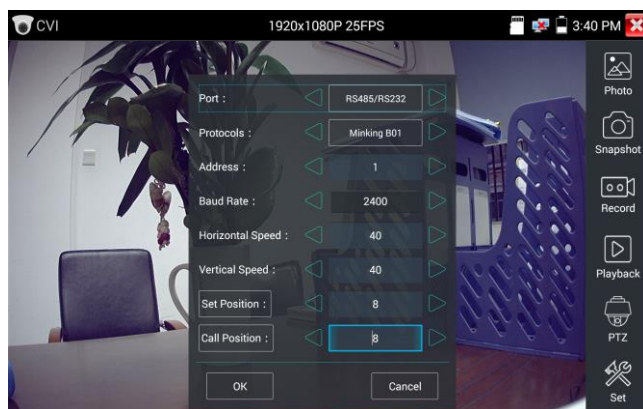 CVI 1920x1080P 25FPS 3:40 PM
Port : RS485/RS232
Protocols : Minking B01
Address : 1
Baud Rate : 2400
Horizontal Speed : 40
Vertical Speed : 40
Set Position : 8
Call Position : 8
OK Cancel
Photo
Snapshot
Record
Playback
PTZ
Set